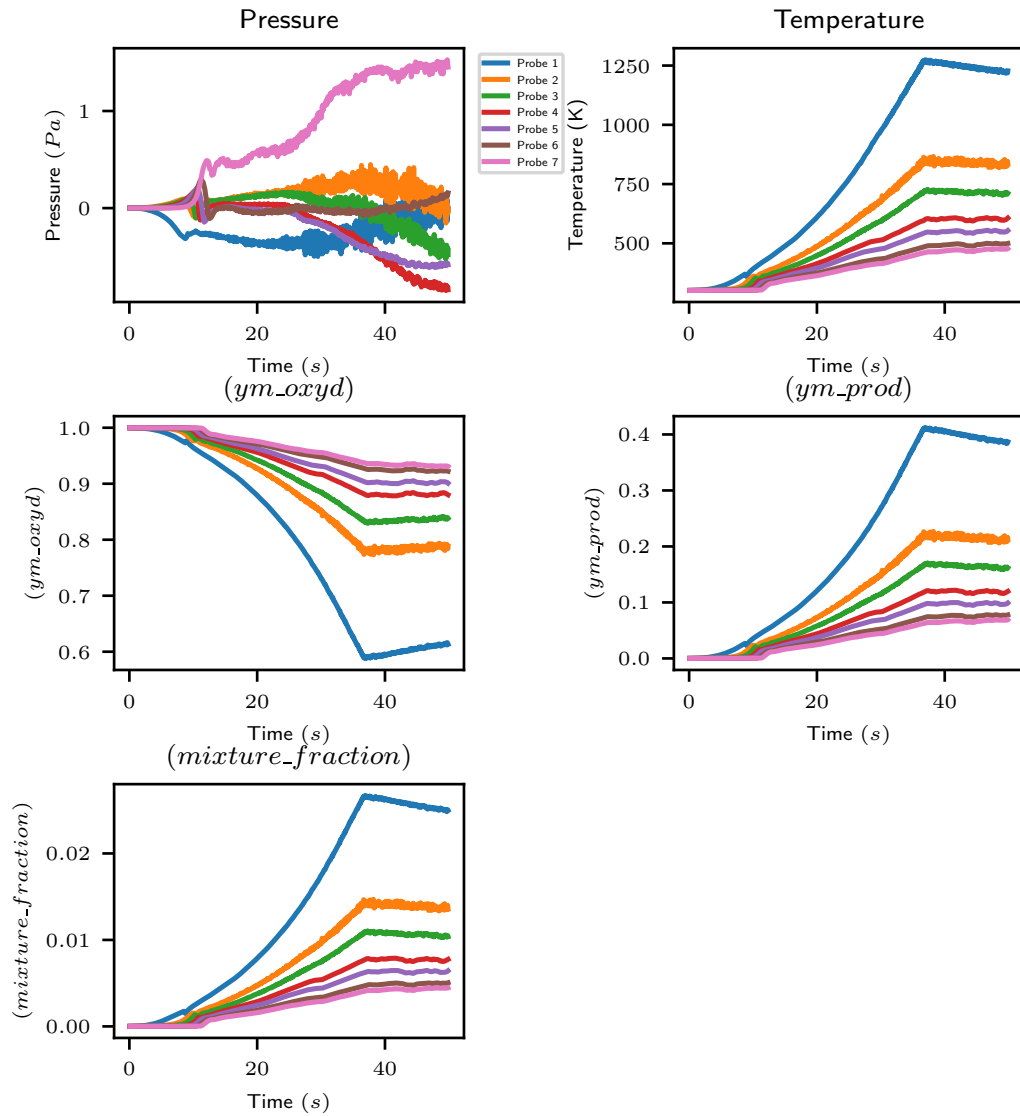 Pressure
Temperature
Pressure (Pa)
1
0
0
20
40
Time (s)
Probe 1
Probe 2
Probe 3
Probe 4
Probe 5
Probe 6
Probe 7
Temperature (K)
1250
1000
750
500
0
20
40
Time (s)
(ym_oxyd)
(ym_oxyd)
1.0
0.9
0.8
0.7
0.6
0
20
40
Time (s)
(ym_prod)
(ym_prod)
0.4
0.3
0.2
0.1
0.0
0
20
40
Time (s)
(mixture_fraction)
(mixture_fraction)
0.02
0.01
0.00
0
20
40
Time (s)